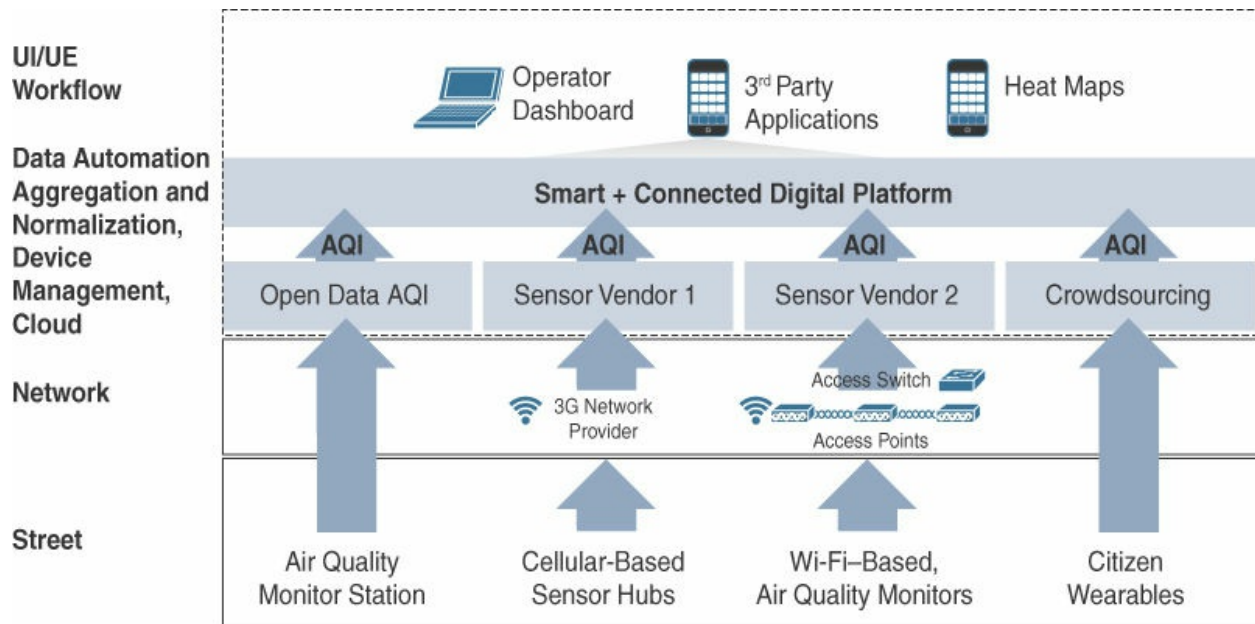 UI/UE
Workflow
Operator
Dashboard
3rd Party
Applications
Heat Maps
Data Automation
Aggregation and
Normalization,
Device
Management,
Cloud
Smart + Connected Digital Platform
AQI
AQI
AQI
AQI
Open Data AQI
Sensor Vendor 1
Sensor Vendor 2
Crowdsourcing
Network
3G Network
Provider
Access Switch
Access Points
Street
Air Quality
Monitor Station
Cellular-Based
Sensor Hubs
Wi-Fi–Based,
Air Quality Monitors
Citizen
Wearables